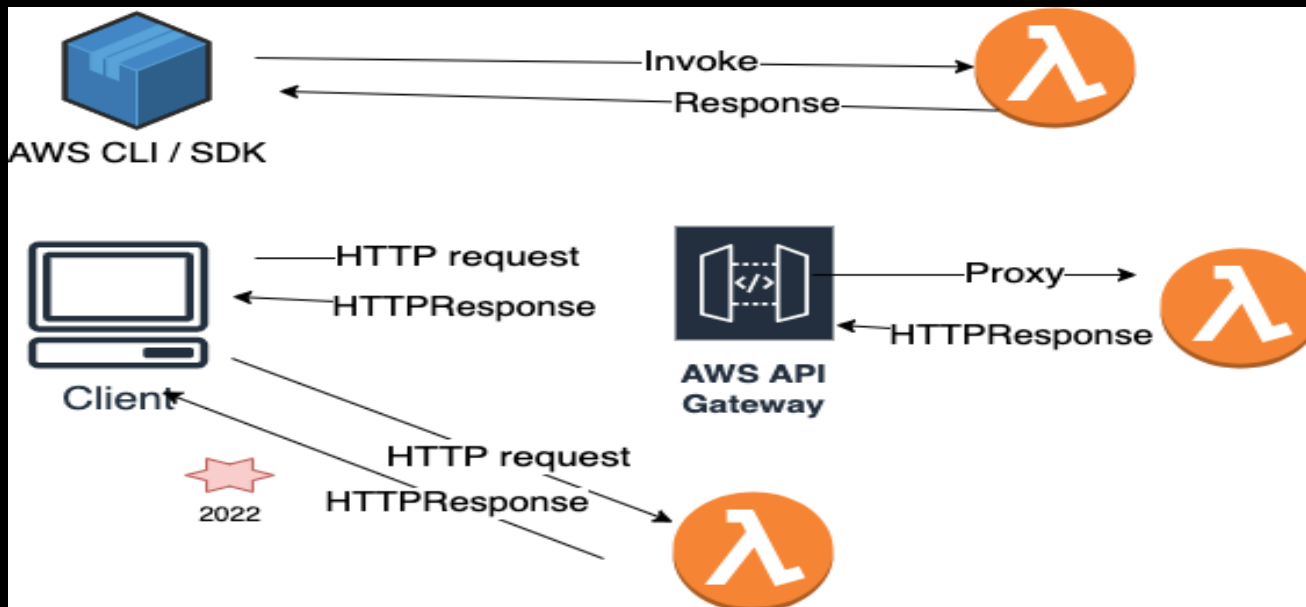 Invoke
Response
AWS CLI / SDK
HTTP request
HTTPResponse
Client
</>
Proxy
HTTPResponse
AWS API
Gateway
HTTP request
HTTPResponse
2022